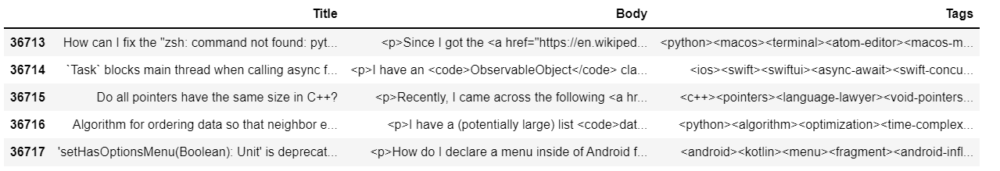 Title Body Tags
36713 How can I fix the "zsh: command not found: pyt... <p>Since I got the <a href="https://en.wikiped... <python><macos><terminal><atom-editor><macos-m...
36714 `Task` blocks main thread when calling async f... <p>I have an <code>ObservableObject</code> cla... <ios><swift><swiftui><async-await><swift-concu...
36715 Do all pointers have the same size in C++? <p>Recently, I came across the following <a hr... <c++><pointers><language-lawyer><void-pointers...
36716 Algorithm for ordering data so that neighbor e... <p>I have a (potentially large) list <code>dat... <python><algorithm><optimization><time-complex...
36717 'setHasOptionsMenu(Boolean): Unit' is deprecat... <p>How do I declare a menu inside of Android f... <android><kotlin><menu><fragment><android-infl...